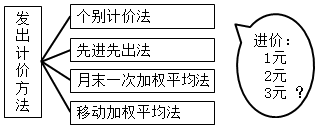 发出计价方法
个别计价法
先进先出法
月末一次加权平均法
移动加权平均法
进价：
1元
2元
3元 ？